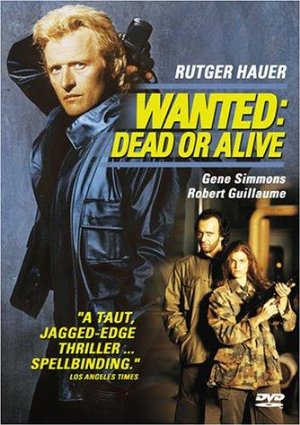 RUTGER HAUER
WANTED:
DEAD OR ALIVE
Gene Simmons
Robert Guillaume
"A TAUT,
JAGGED-EDGE
THRILLER ...
SPELLBINDING."
LOS ANGELES TIMES
DVD